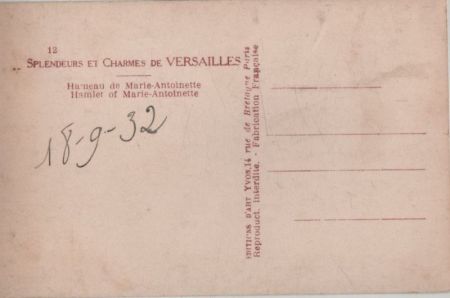 12
SPLENDEURS ET CHARMES DE VERSAILLES
Hameau de Marie-Antoinette
Hamlet of Marie-Antoinette
18-9-32
EDITIONS D'ART YVON, 14 rue de Bretagne Paris
Reproduct. Interdite. - Fabrication Française